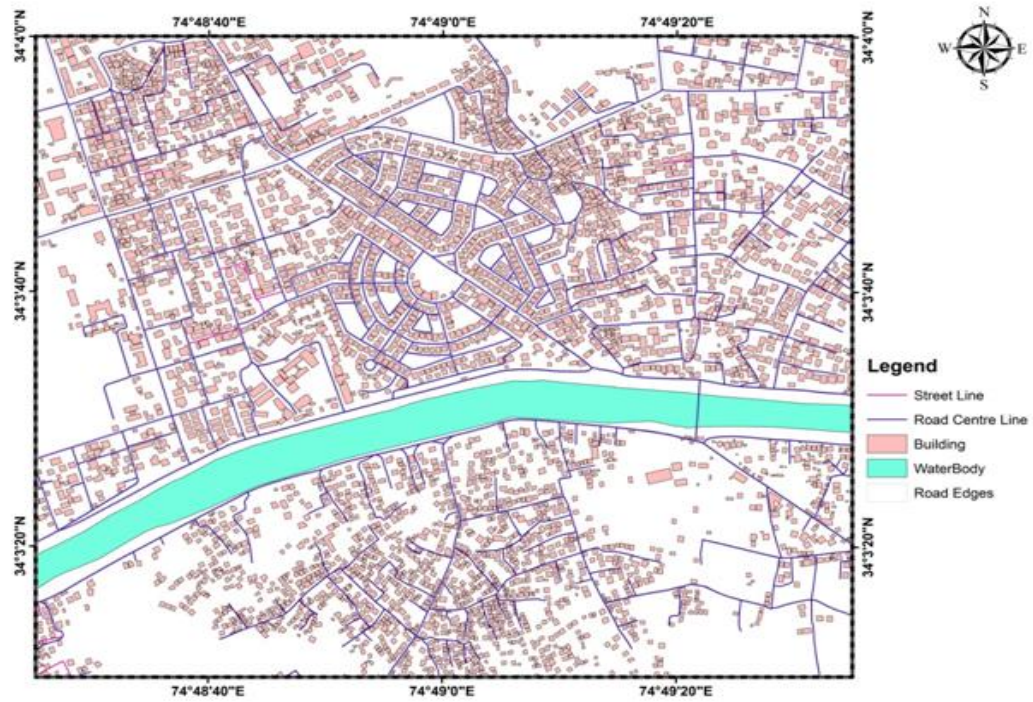 74°48'40"E 74°49'0"E 74°49'20"E
N
W E
S
34°4'0"N 34°4'0"N
34°3'40"N 34°3'40"N
34°3'20"N 34°3'20"N
Legend
Street Line
Road Centre Line
Building
WaterBody
Road Edges
74°48'40"E 74°49'0"E 74°49'20"E